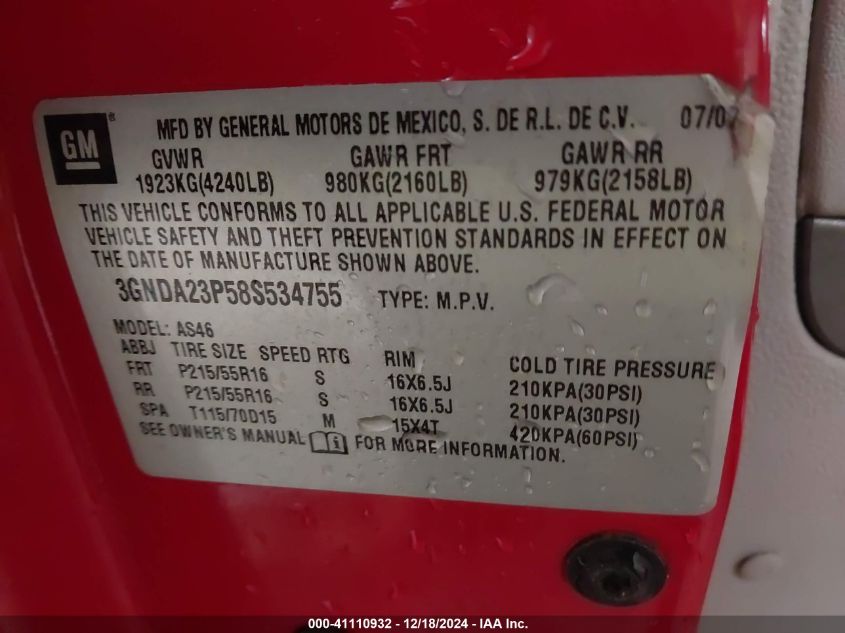 GM ®
MFD BY GENERAL MOTORS DE MEXICO, S. DE R.L. DE C.V. 07/07
GVWR GAWR FRT GAWR RR
1923KG(4240LB) 980KG(2160LB) 979KG(2158LB)
THIS VEHICLE CONFORMS TO ALL APPLICABLE U.S. FEDERAL MOTOR
VEHICLE SAFETY AND THEFT PREVENTION STANDARDS IN EFFECT ON
THE DATE OF MANUFACTURE SHOWN ABOVE.
3GNDA23P58S534755 TYPE: M.P.V.
MODEL: AS46
ABBJ TIRE SIZE SPEED RTG RIM COLD TIRE PRESSURE
FRT P215/55R16 S 16X6.5J 210KPA(30PSI)
RR P215/55R16 S 16X6.5J 210KPA(30PSI)
SPA T115/70D15 M 15X4T 420KPA(60PSI)
SEE OWNER'S MANUAL FOR MORE INFORMATION.
000-41110932 - 12/18/2024 - IAA Inc.